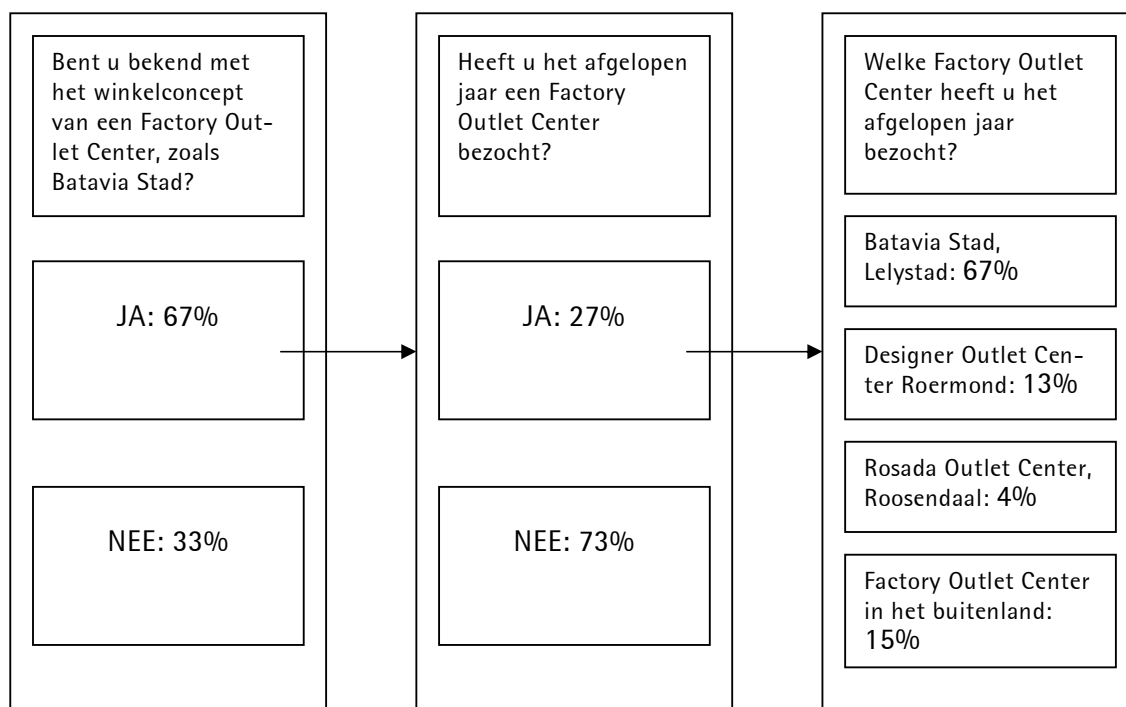 Bent u bekend met
het winkelconcept
van een Factory Out-
let Center, zoals
Batavia Stad?
JA: 67%
NEE: 33%
Heeft u het afgelopen
jaar een Factory
Outlet Center
bezocht?
JA: 27%
NEE: 73%
Welke Factory Outlet
Center heeft u het
afgelopen jaar
bezocht?
Batavia Stad,
Lelystad: 67%
Designer Outlet Cen-
ter Roermond: 13%
Rosada Outlet Center,
Roosendaal: 4%
Factory Outlet Center
in het buitenland:
15%